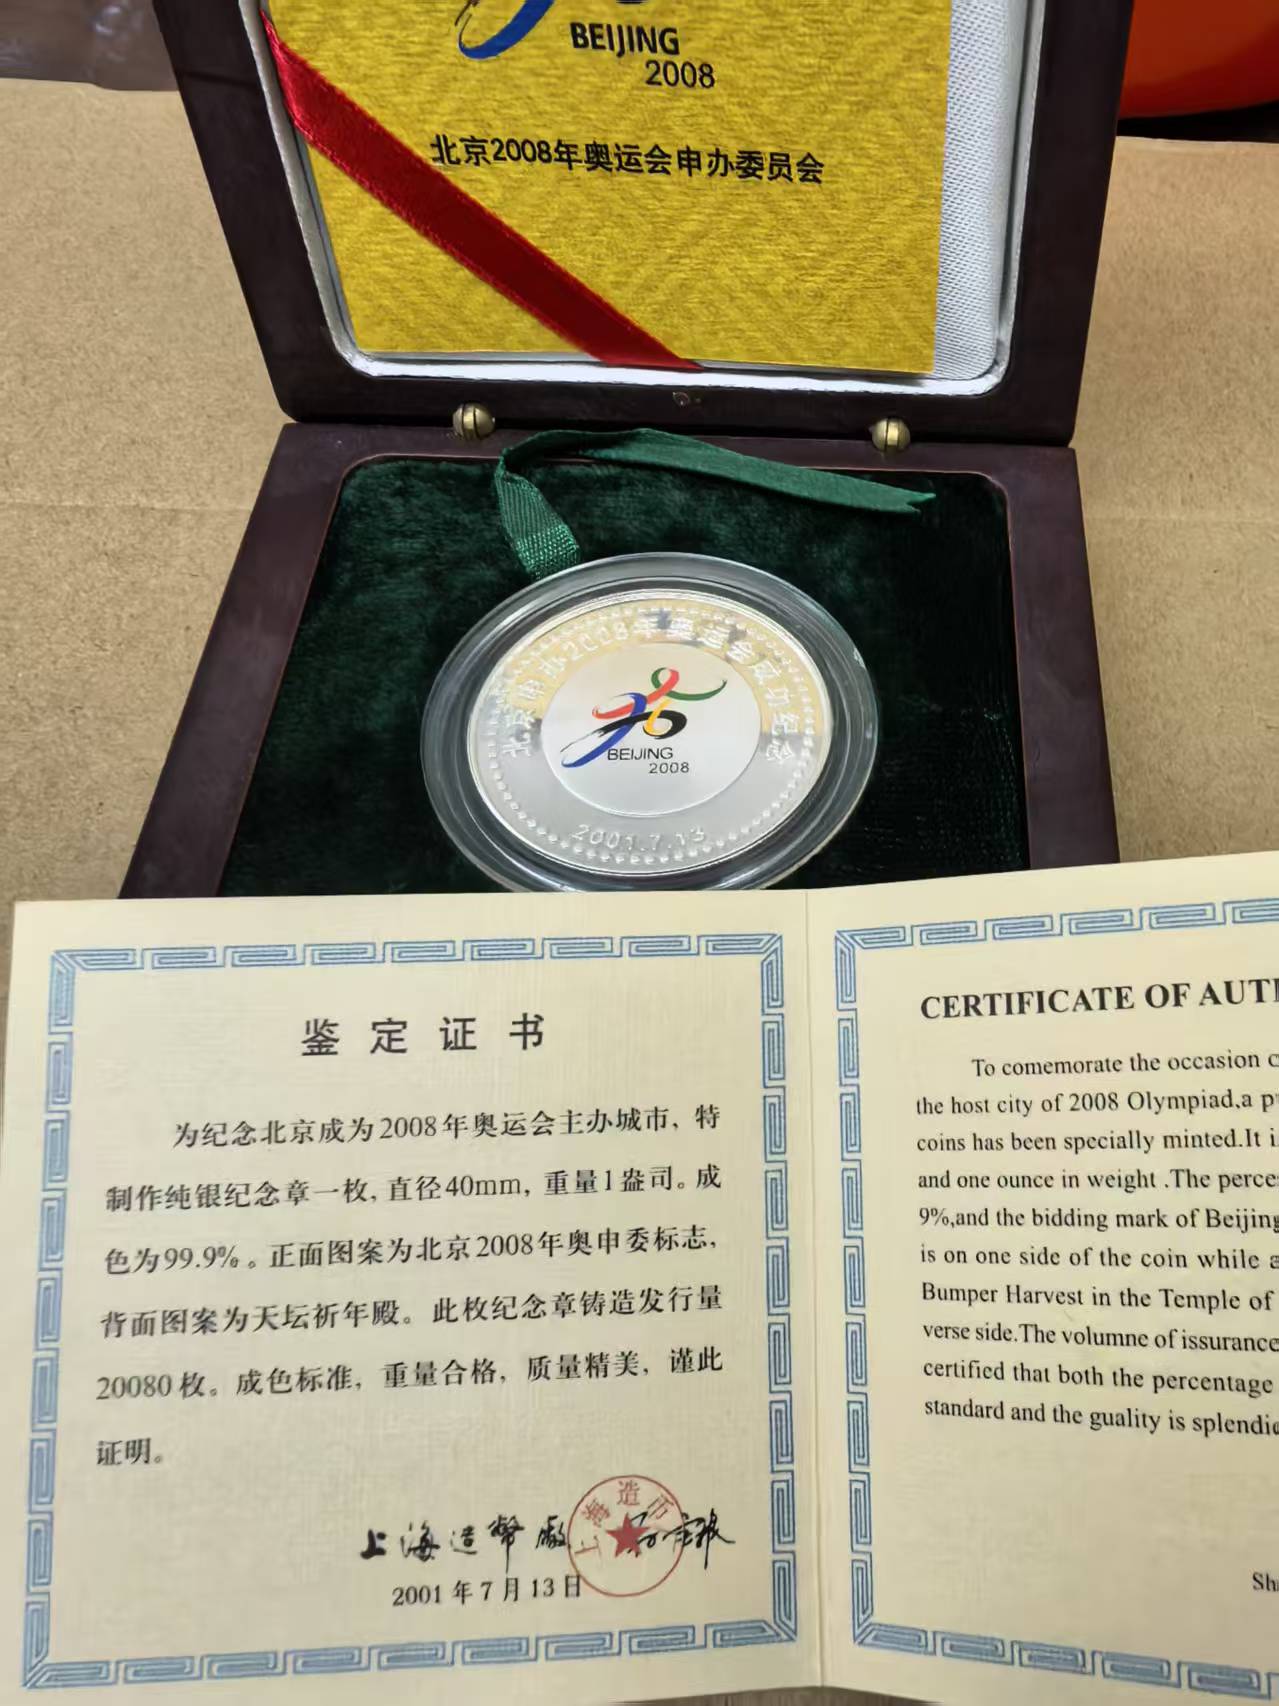 BEIJING
2008
北京2008年奥运会申办委员会
北京申办2008年奥运会成功纪念
BEIJING
2008
2001.7.13
鉴定证书
为纪念北京成为2008年奥运会主办城市，特
制作纯银纪念章一枚，直径40mm，重量1盎司。成
色为99.9%。正面图案为北京2008年奥申委标志，
背面图案为天坛祈年殿。此枚纪念章铸造发行量
20080枚。成色标准，重量合格，质量精美，谨此
证明。
上海造幣廠
上海造币
2001年7月13日
CERTIFICATE OF
To comemorate the occasion
the host city of 2008 Olympiad,a
coins has been specially minted.It
and one ounce in weight .The
9%,and the bidding mark of Beijing
is on one side of the coin while
Bumper Harvest in the Temple of
verse side.The volumne of issurance
certified that both the percentage
standard and the guality is